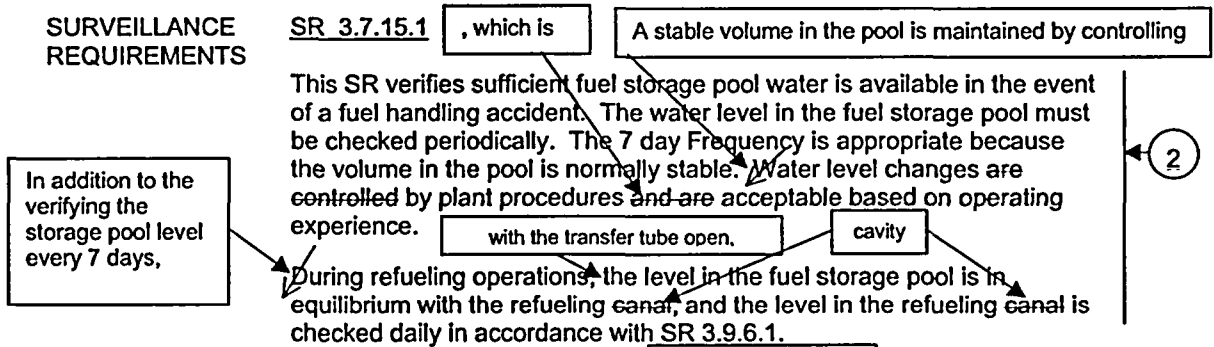 SURVEILLANCE SR 3.7.15.1 , which is A stable volume in the pool is maintained by controlling
REQUIREMENTS
This SR verifies sufficient fuel storage pool water is available in the event
of a fuel handling accident. The water level in the fuel storage pool must
be checked periodically. The 7 day Frequency is appropriate because
the volume in the pool is normally stable. Water level changes are
controlled by plant procedures and are acceptable based on operating
experience.
2
In addition to the
verifying the
storage pool level
every 7 days,
with the transfer tube open,
cavity
During refueling operations, the level in the fuel storage pool is in
equilibrium with the refueling canal, and the level in the refueling canal is
checked daily in accordance with SR 3.9.6.1.